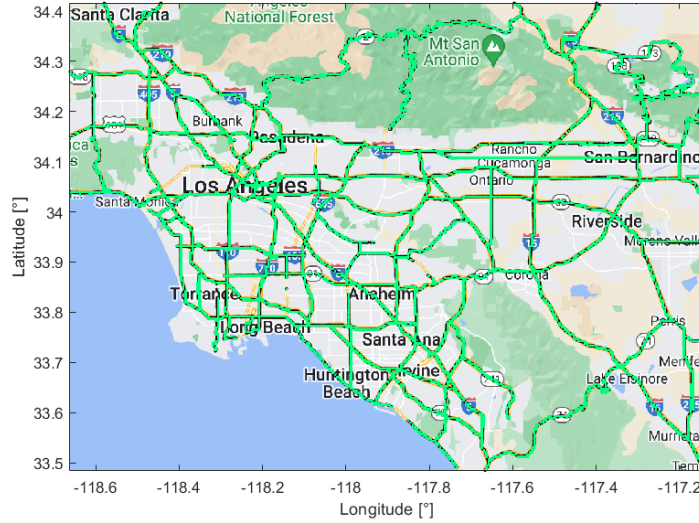 34.4
34.3
34.2
34.1
34
33.9
33.8
33.7
33.6
33.5
Latitude [°]
-118.6
-118.4
-118.2
-118
-117.8
-117.6
-117.4
-117.2
Longitude [°]
Santa Clarita
National Forest
Mt San
Antonio
Burbank
Pasadena
Rancho
Cucamonga
San Bernardino
Ontario
Los Angeles
Santa Monica
Riverside
Moreno Valle
Corona
Torrance
Anaheim
Long Beach
Santa Ana
Perris
Huntington
Beach
Irvine
Lake Elsinore
Menife
Murrieta
Tem
15